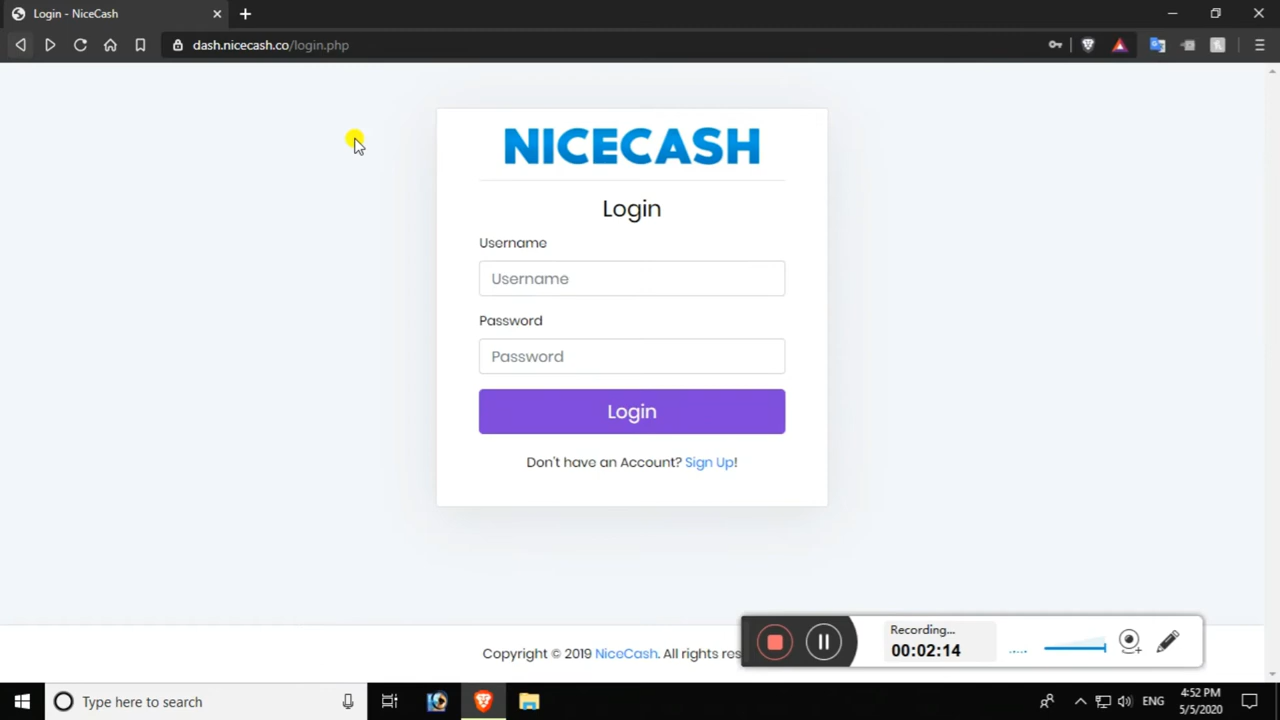 Login - NiceCash
dash.nicecash.co/login.php
NICECASH
Login
Username
Username
Password
Password
Login
Don't have an Account? Sign Up!
Recording...
00:02:14
Copyright © 2019 NiceCash. All rights res
Type here to search
ENG
4:52 PM
5/5/2020